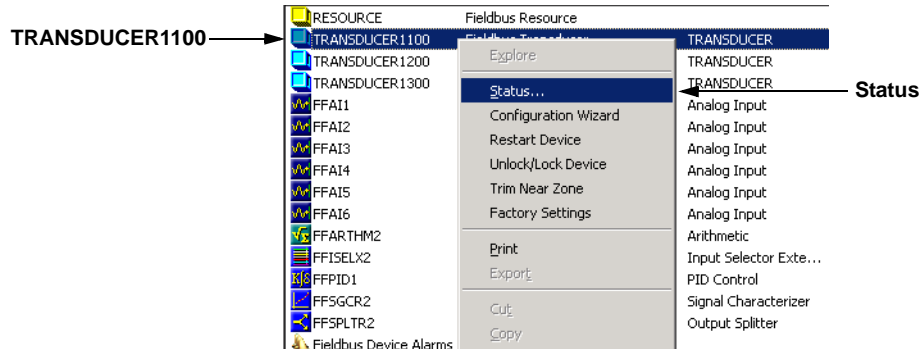 RESOURCE Fieldbus Resource
TRANSDUCER1100 TRANSDUCER1100 Fieldbus Transducer TRANSDUCER
Explore
TRANSDUCER1200 TRANSDUCER
TRANSDUCER1300 TRANSDUCER
Status... Status
FFAI1 Analog Input
Configuration Wizard
FFAI2 Analog Input
Restart Device
FFAI3 Analog Input
Unlock/Lock Device
FFAI4 Analog Input
Trim Near Zone
FFAI5 Analog Input
Factory Settings
FFAI6 Analog Input
FFARTHM2 Arithmetic
Print
FFISELX2 Input Selector Exte...
Export
FFPID1 PID Control
FFSGCR2 Signal Characterizer
Cut
FFSPLTR2 Output Splitter
Copy
Fieldbus Device Alarms